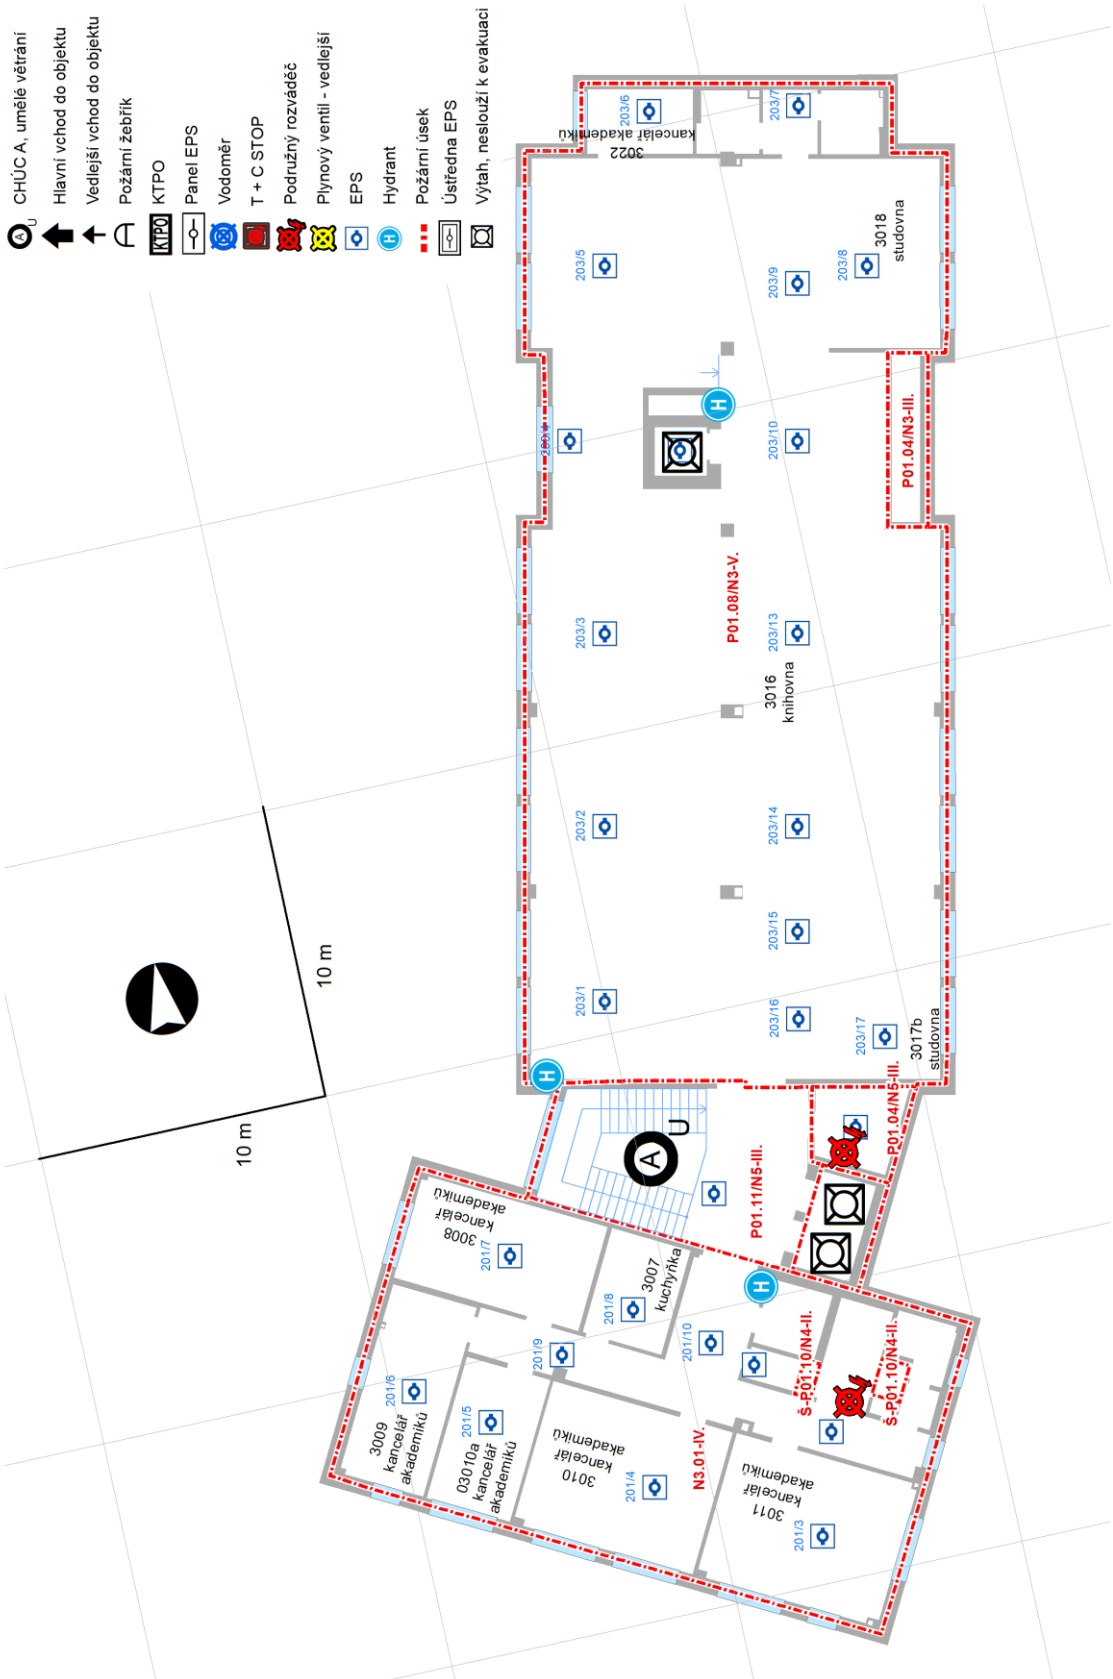 CHÚC A, umělé větrání
Hlavní vchod do objektu
Vedlejší vchod do objektu
Požární žebřík
KTPO
KTPO
Panel EPS
Vodoměr
T + C STOP
Podružný rozváděč
Plynový ventil - vedlejší
EPS
H
Hydrant
Požární úsek
Ústředna EPS
Výtah, neslouží k evakuaci
A
U
10 m
10 m
203/6
3022
kancelář akademiků
203/7
203/5
203/9
203/8
3018
studovna
H
203/10
P01.04/N3-III.
203/3
P01.08/N3-V.
203/13
3016
knihovna
203/2
203/14
203/15
203/1
203/16
203/17
3017b
studovna
H
A
U
P01.11/N5-III.
P01.04/N5-III.
3008
kancelář
akademiků
201/7
3007
kuchyňka
201/8
H
201/9
201/10
3009
kancelář
akademiků
201/6
03010a
kancelář
akademiků
201/5
3010
kancelář
akademiků
201/4
N3.01-IV.
Š-P01.10/N4-II.
Š-P01.10/N4-II.
3011
kancelář
akademiků
201/3